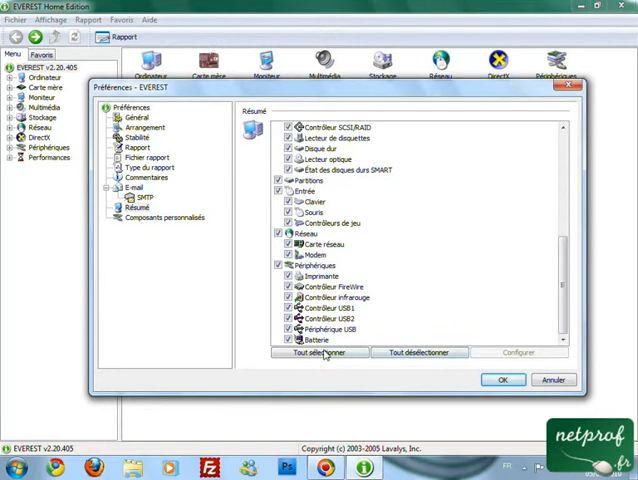 EVEREST Home Edition
Fichier Affichage Rapport Favoris Aide
Rapport
Menu Favoris
EVEREST v2.20.405
Ordinateur
Carte mère
Moniteur
Multimédia
Stockage
Réseau
DirectX
Périphériques
Performances
Ordinateur Carte mère Moniteur Multimédia Stockage Réseau DirectX Périphériques
Préférences - EVEREST
Préférences
Général
Arrangement
Stabilité
Rapport
Fichier rapport
Type du rapport
Commentaires
E-mail
SMTP
Résumé
Composants personnalisés
Résumé
Contrôleur SCSI/RAID
Lecteur de disquettes
Disque dur
Lecteur optique
État des disques durs SMART
Partitions
Entrée
Clavier
Souris
Contrôleurs de jeu
Réseau
Carte réseau
Modem
Périphériques
Imprimante
Contrôleur FireWire
Contrôleur infrarouge
Contrôleur USB1
Contrôleur USB2
Périphérique USB
Batterie
Tout sélectionner Tout désélectionner Configurer
OK Annuler
EVEREST v2.20.405 Copyright (c) 2003-2005 Lavalys, Inc.
FR
netprof
.fr